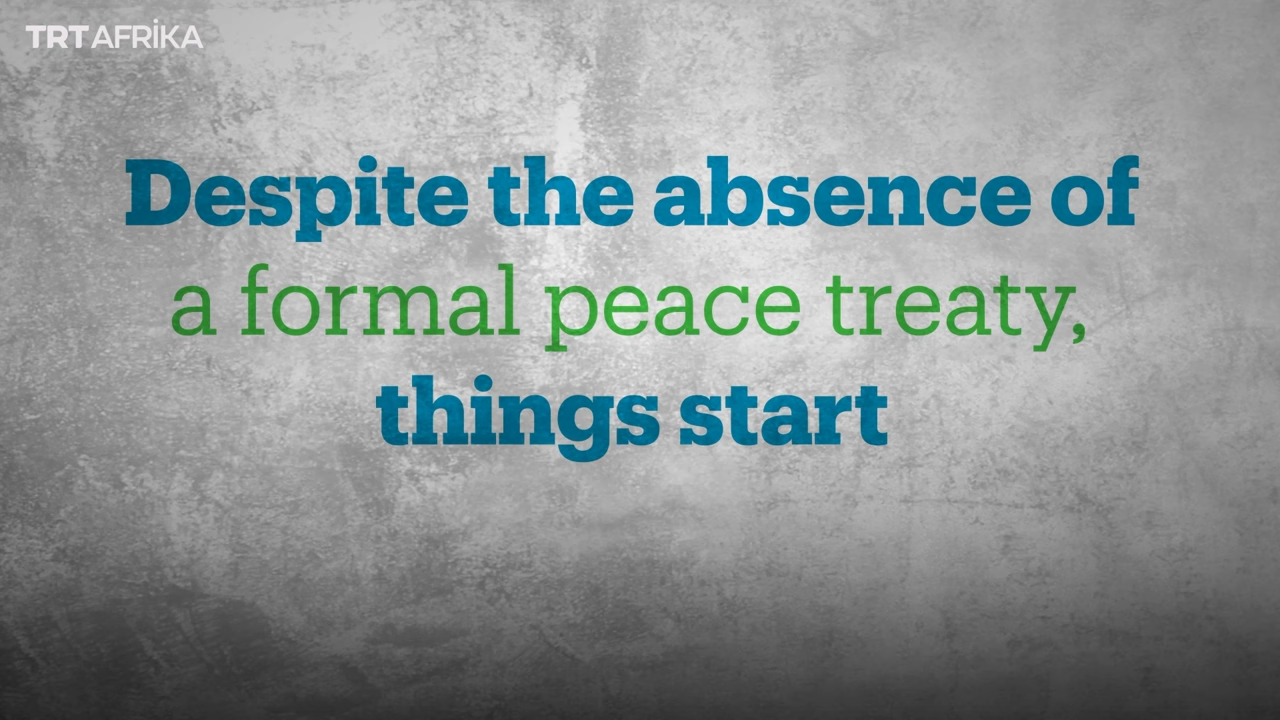 TRT AFRİKA
Despite the absence of
a formal peace treaty,
things start